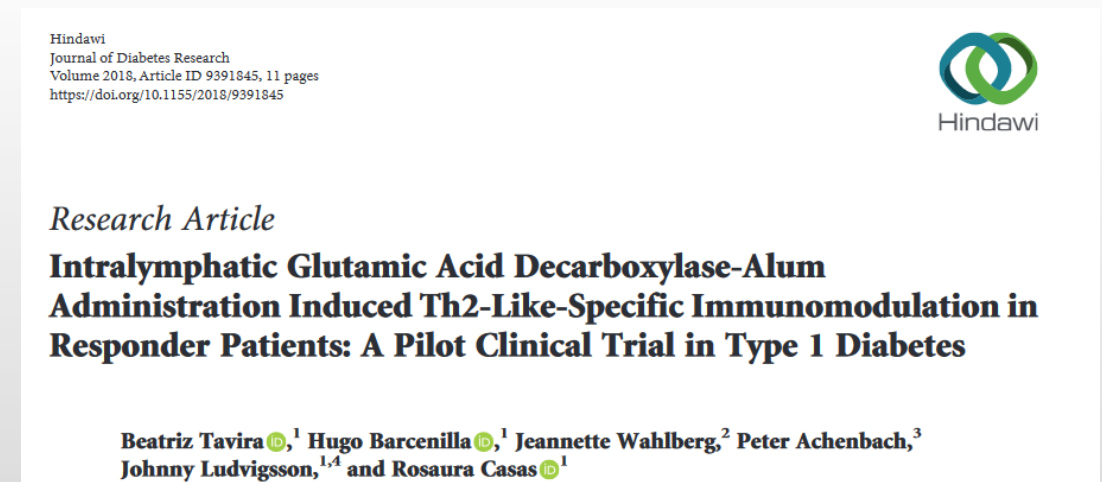 Hindawi
Journal of Diabetes Research
Volume 2018, Article ID 9391845, 11 pages
https://doi.org/10.1155/2018/9391845
Hindawi
Research Article
Intralymphatic Glutamic Acid Decarboxylase-Alum
Administration Induced Th2-Like-Specific Immunomodulation in
Responder Patients: A Pilot Clinical Trial in Type 1 Diabetes
Beatriz Tavira iD,1 Hugo Barcenilla iD,1 Jeannette Wahlberg,2 Peter Achenbach,3
Johnny Ludvigsson,1,4 and Rosaura Casas iD1